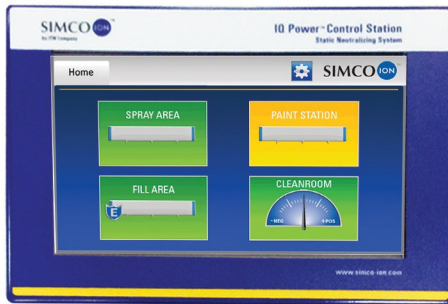 SIMCO ION
by ITW Company
IQ Power™ Control Station
Static Neutralizing System
Home
SIMCO ION
SPRAY AREA
PAINT STATION
FILL AREA
E
CLEANROOM
- NEG
+ POS
www.simco-ion.com